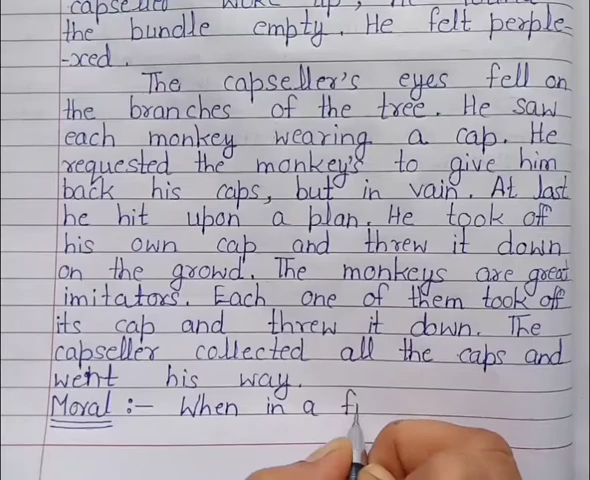 the bundle empty. He felt perple-
-xed.
The capseller's eyes fell on
the branches of the tree. He saw
each monkey wearing a cap. He
requested the monkey's to give him
back his caps, but in vain. At last
he hit upon a plan. He took off
his own cap and threw it down
on the growd. The monkeys are great
imitators. Each one of them took off
its cap and threw it down. The
capseller collected all the caps and
went his way.
Moral :- When in a f